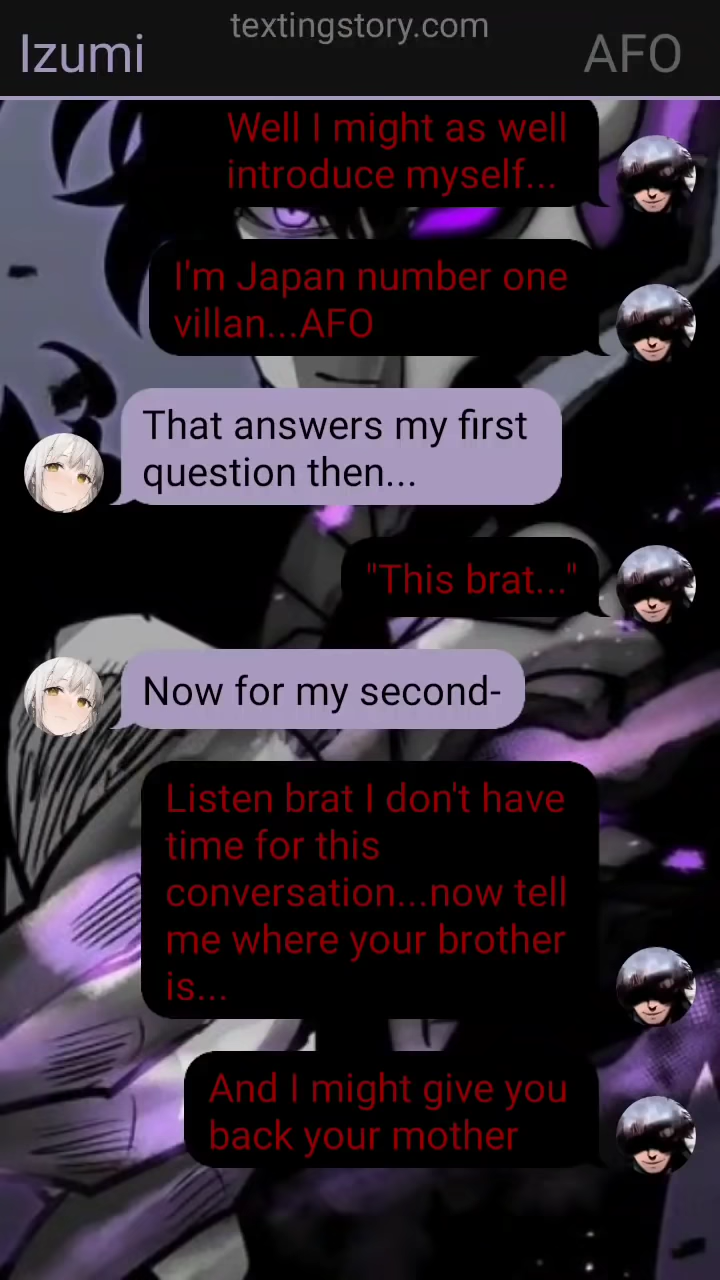 textingstory.com
Izumi
AFO
Well I might as well
introduce myself...
I'm Japan number one
villan...AFO
That answers my first
question then...
"This brat..."
Now for my second-
Listen brat I don't have
time for this
conversation...now tell
me where your brother
is...
And I might give you
back your mother